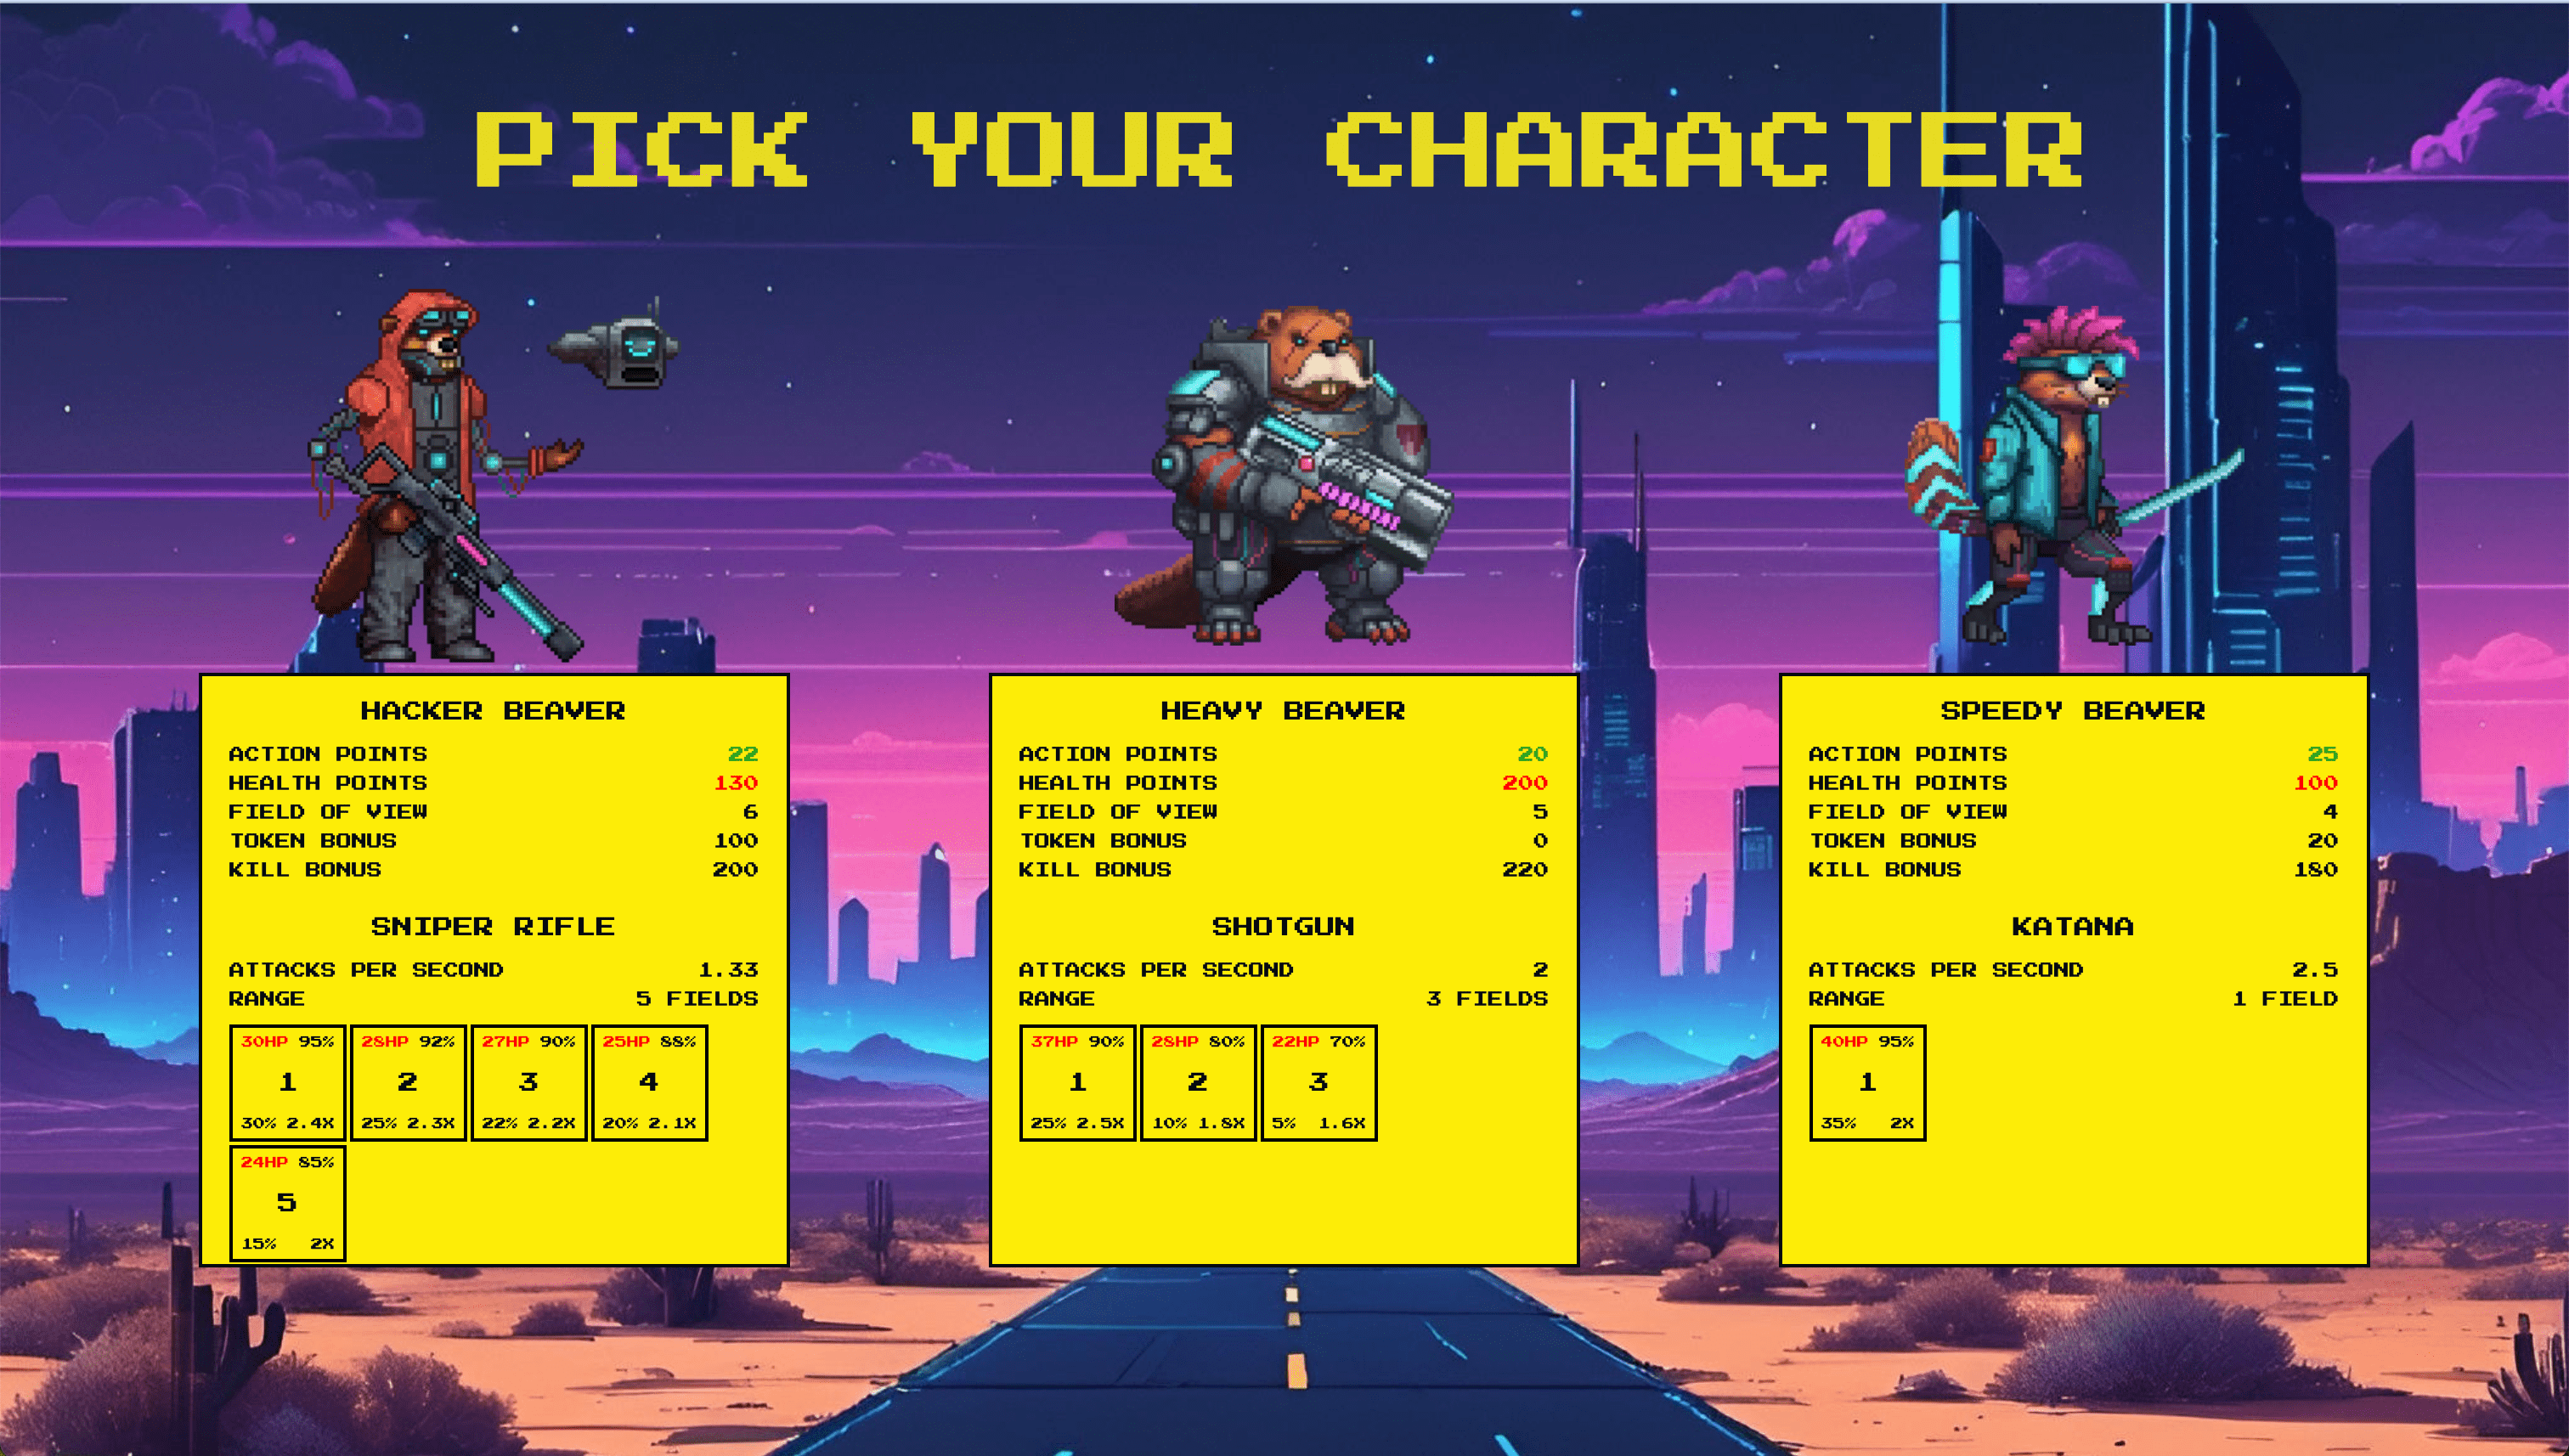 PICK YOUR CHARACTER
HACKER BEAVER
ACTION POINTS 22
HEALTH POINTS 130
FIELD OF VIEW 6
TOKEN BONUS 100
KILL BONUS 200
SNIPER RIFLE
ATTACKS PER SECOND 1.33
RANGE 5 FIELDS
30HP 95% 28HP 92% 27HP 90% 25HP 88%
1 2 3 4
30% 2.4X 25% 2.3X 22% 2.2X 20% 2.1X
24HP 85%
5
15% 2X
HEAVY BEAVER
ACTION POINTS 20
HEALTH POINTS 200
FIELD OF VIEW 5
TOKEN BONUS 0
KILL BONUS 220
SHOTGUN
ATTACKS PER SECOND 2
RANGE 3 FIELDS
37HP 90% 28HP 80% 22HP 70%
1 2 3
25% 2.5X 10% 1.8X 5% 1.6X
SPEEDY BEAVER
ACTION POINTS 25
HEALTH POINTS 100
FIELD OF VIEW 4
TOKEN BONUS 20
KILL BONUS 180
KATANA
ATTACKS PER SECOND 2.5
RANGE 1 FIELD
40HP 95%
1
35% 2X